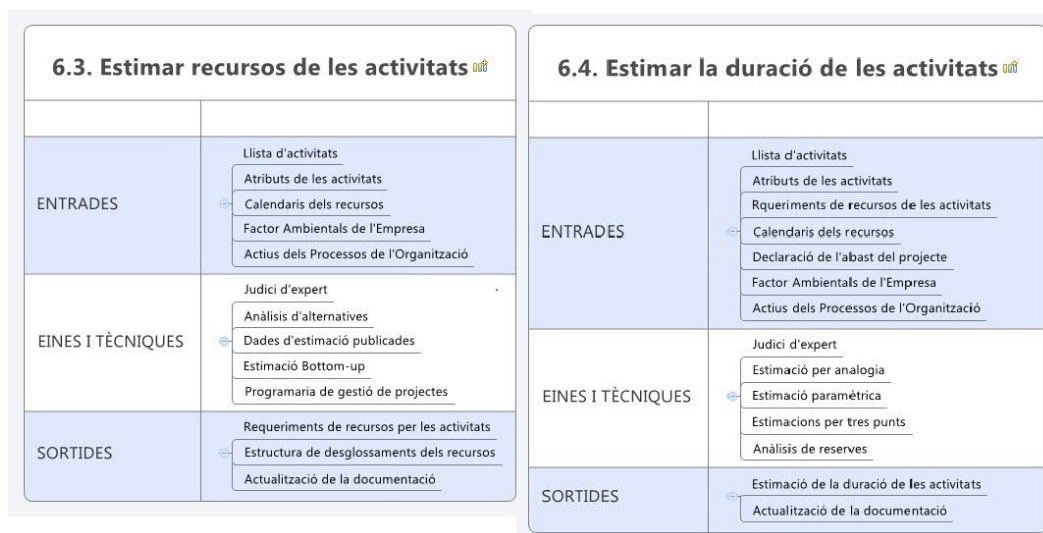 6.3. Estimar recursos de les activitats
ENTRADES
Llista d'activitats
Atributs de les activitats
Calendaris dels recursos
Factor Ambientals de l'Empresa
Actius dels Processos de l'Organització
EINES I TÈCNIQUES
Judici d'expert
Anàlisis d'alternatives
Dades d'estimació publicades
Estimació Bottom-up
Programaria de gestió de projectes
SORTIDES
Requeriments de recursos per les activitats
Estructura de desglossaments dels recursos
Actualització de la documentació
6.4. Estimar la duració de les activitats
ENTRADES
Llista d'activitats
Atributs de les activitats
Rqueriments de recursos de les activitats
Calendaris dels recursos
Declaració de l'abast del projecte
Factor Ambientals de l'Empresa
Actius dels Processos de l'Organització
EINES I TÈCNIQUES
Judici d'expert
Estimació per analogia
Estimació paramètrica
Estimacions per tres punts
Anàlisis de reserves
SORTIDES
Estimació de la duració de les activitats
Actualització de la documentació